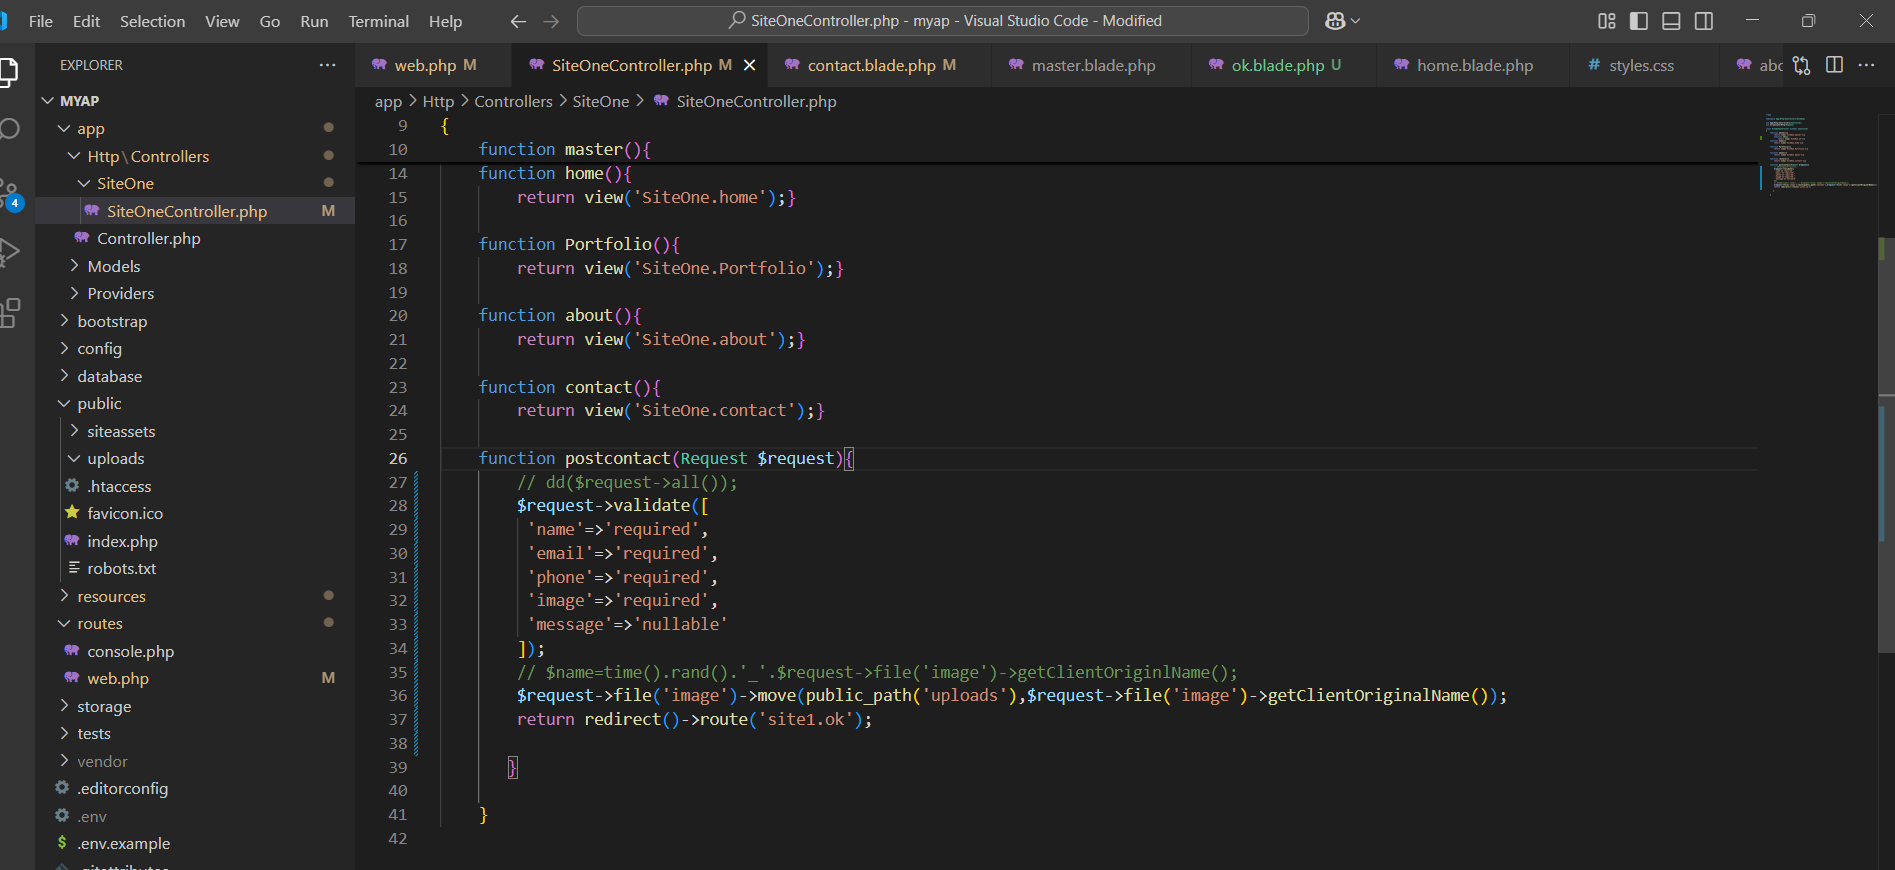 File Edit Selection View Go Run Terminal Help
SiteOneController.php - myap - Visual Studio Code - Modified
EXPLORER
MYAP
app
Http\Controllers
SiteOne
SiteOneController.php M
Controller.php
Models
Providers
bootstrap
config
database
public
siteassets
uploads
.htaccess
favicon.ico
index.php
robots.txt
resources
routes
console.php
web.php M
storage
tests
vendor
.editorconfig
.env
.env.example
.gitattributes
4
web.php M
SiteOneController.php M
contact.blade.php M
master.blade.php
ok.blade.php U
home.blade.php
styles.css
abo
app > Http > Controllers > SiteOne > SiteOneController.php
9 {
10 function master(){
14 function home(){
15 return view('SiteOne.home');}
16
17 function Portfolio(){
18 return view('SiteOne.Portfolio');}
19
20 function about(){
21 return view('SiteOne.about');}
22
23 function contact(){
24 return view('SiteOne.contact');}
25
26 function postcontact(Request $request){
27 // dd($request->all());
28 $request->validate([
29 'name'=>'required',
30 'email'=>'required',
31 'phone'=>'required',
32 'image'=>'required',
33 'message'=>'nullable'
34 ]);
35 // $name=time().rand().'_'.$request->file('image')->getClientOriginlName();
36 $request->file('image')->move(public_path('uploads'),$request->file('image')->getClientOriginalName());
37 return redirect()->route('site1.ok');
38
39 }
40
41 }
42